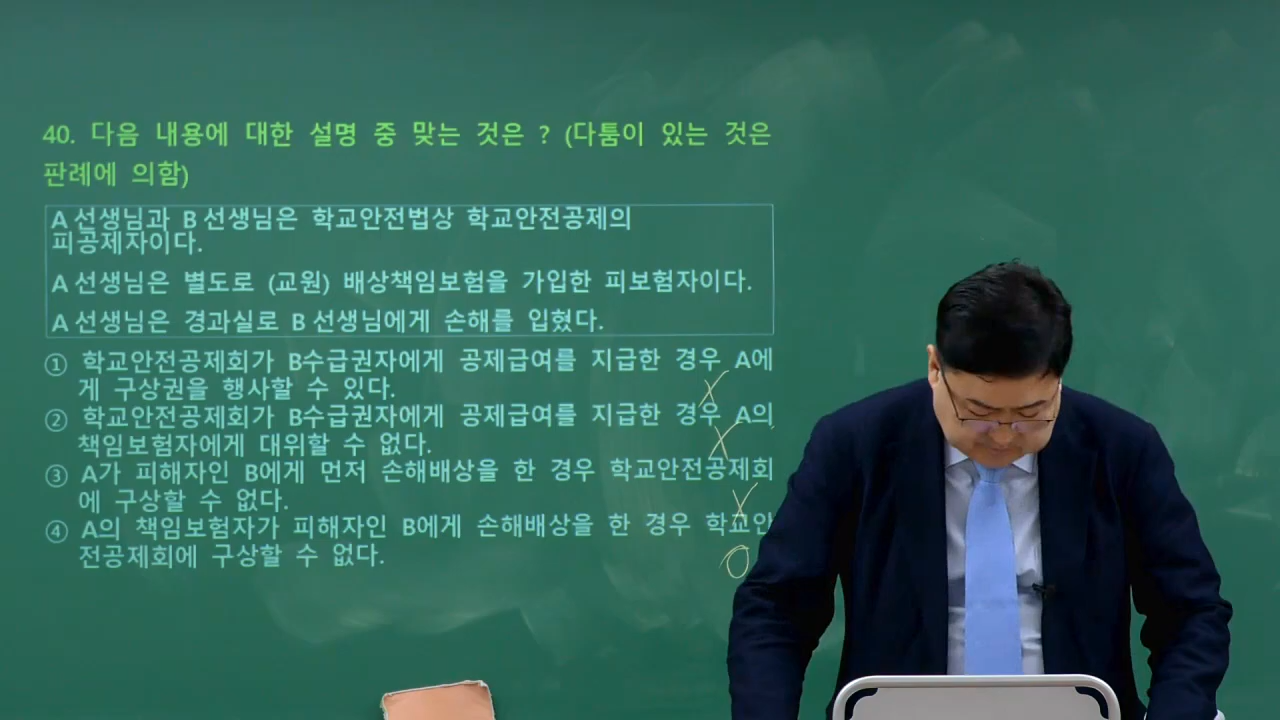 40. 다음 내용에 대한 설명 중 맞는 것은 ? (다툼이 있는 것은
판례에 의함)
A 선생님과 B 선생님은 학교안전법상 학교안전공제의
피공제자이다.
A 선생님은 별도로 (교원) 배상책임보험을 가입한 피보험자이다.
A 선생님은 경과실로 B 선생님에게 손해를 입혔다.
① 학교안전공제회가 B수급권자에게 공제급여를 지급한 경우 A에
게 구상권을 행사할 수 있다.
② 학교안전공제회가 B수급권자에게 공제급여를 지급한 경우 A의
책임보험자에게 대위할 수 없다.
③ A가 피해자인 B에게 먼저 손해배상을 한 경우 학교안전공제회
에 구상할 수 없다.
④ A의 책임보험자가 피해자인 B에게 손해배상을 한 경우 학교안
전공제회에 구상할 수 없다.
X
X
X
O